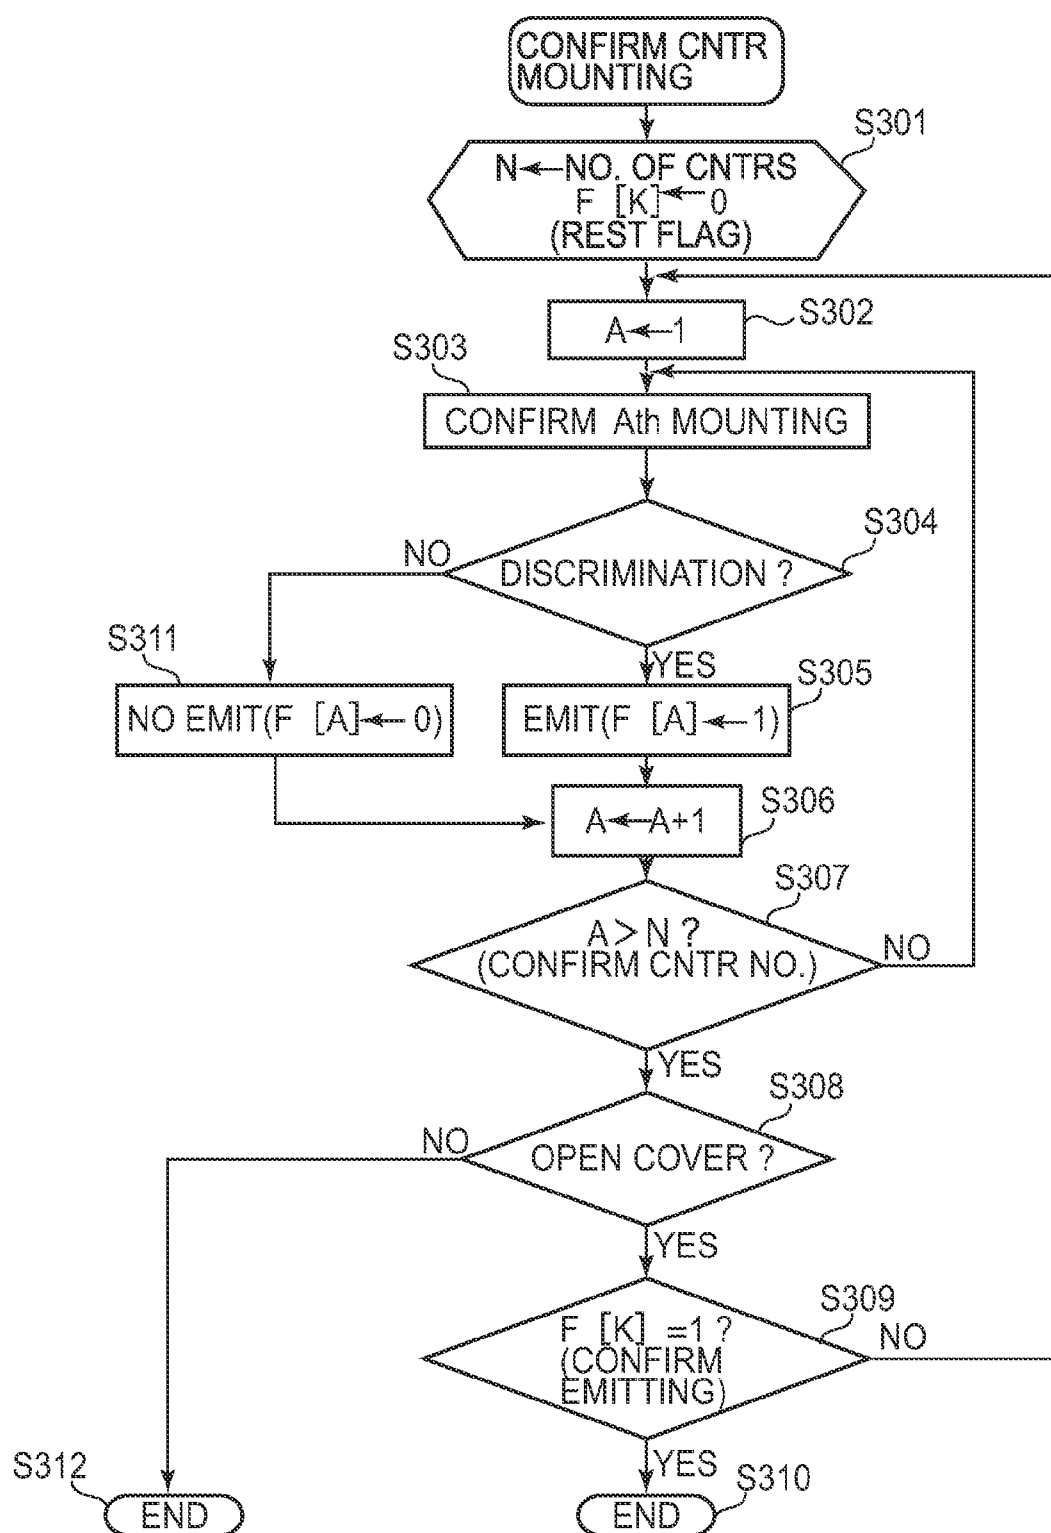 CONFIRM CNTR
MOUNTING
S301
N←NO. OF CNTRS
F [K]←0
(REST FLAG)
S302
A←1
S303
CONFIRM Ath MOUNTING
S304
NO
DISCRIMINATION ?
S311
YES
S305
NO EMIT(F [A]← 0)
EMIT(F [A]← 1)
S306
A←A+1
S307
A > N ?
(CONFIRM CNTR NO.)
NO
YES
S308
NO
OPEN COVER ?
YES
S309
F [K] =1 ?
NO
(CONFIRM
EMITTING)
S312
YES
S310
END
END